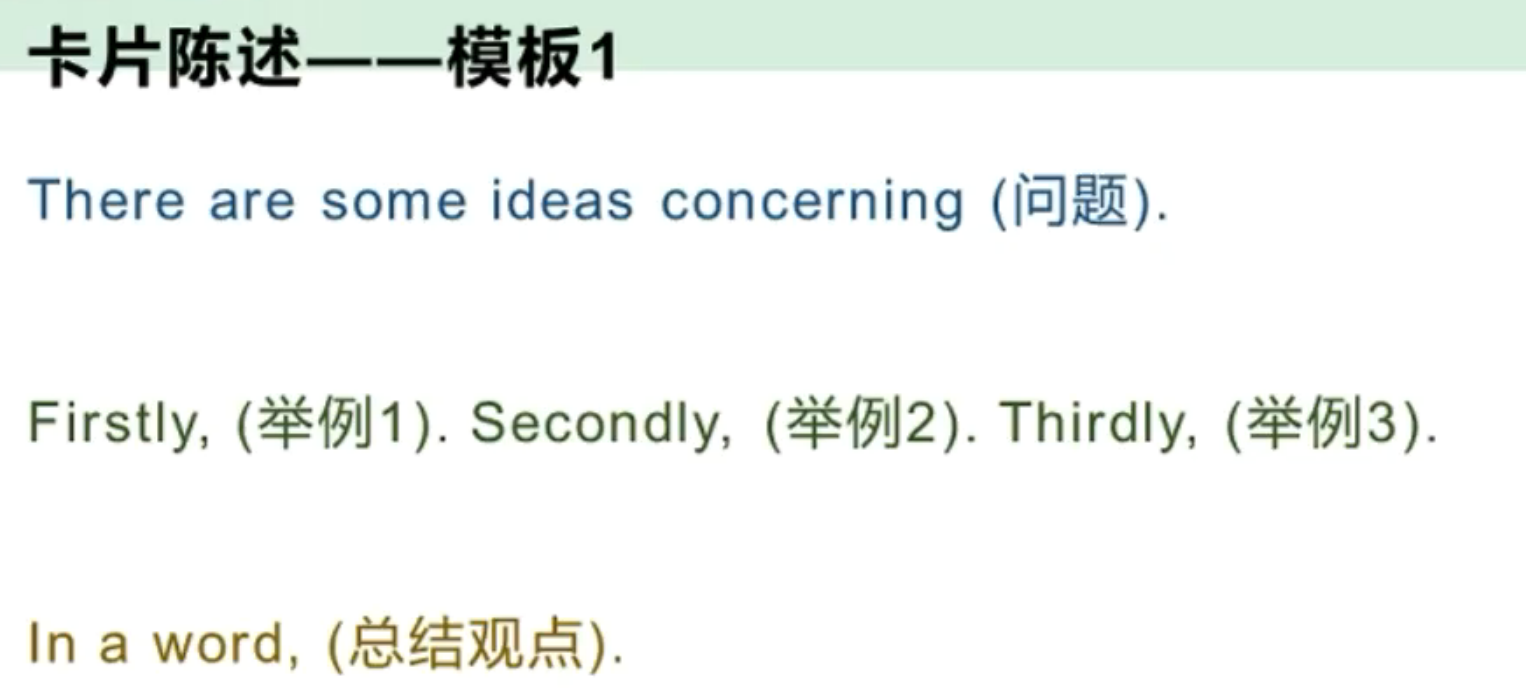 卡片陈述——模板1
There are some ideas concerning (问题).
Firstly, (举例1). Secondly, (举例2). Thirdly, (举例3).
In a word, (总结观点).